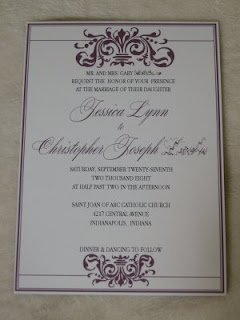 MR. AND MRS. GARY
REQUEST THE HONOR OF YOUR PRESENCE
AT THE MARRIAGE OF THEIR DAUGHTER
Jessica Lynn
to
Christopher Joseph
SATURDAY, SEPTEMBER TWENTY-SEVENTH
TWO THOUSAND EIGHT
AT HALF PAST TWO IN THE AFTERNOON
SAINT JOAN OF ARC CATHOLIC CHURCH
4217 CENTRAL AVENUE
INDIANAPOLIS, INDIANA
DINNER & DANCING TO FOLLOW